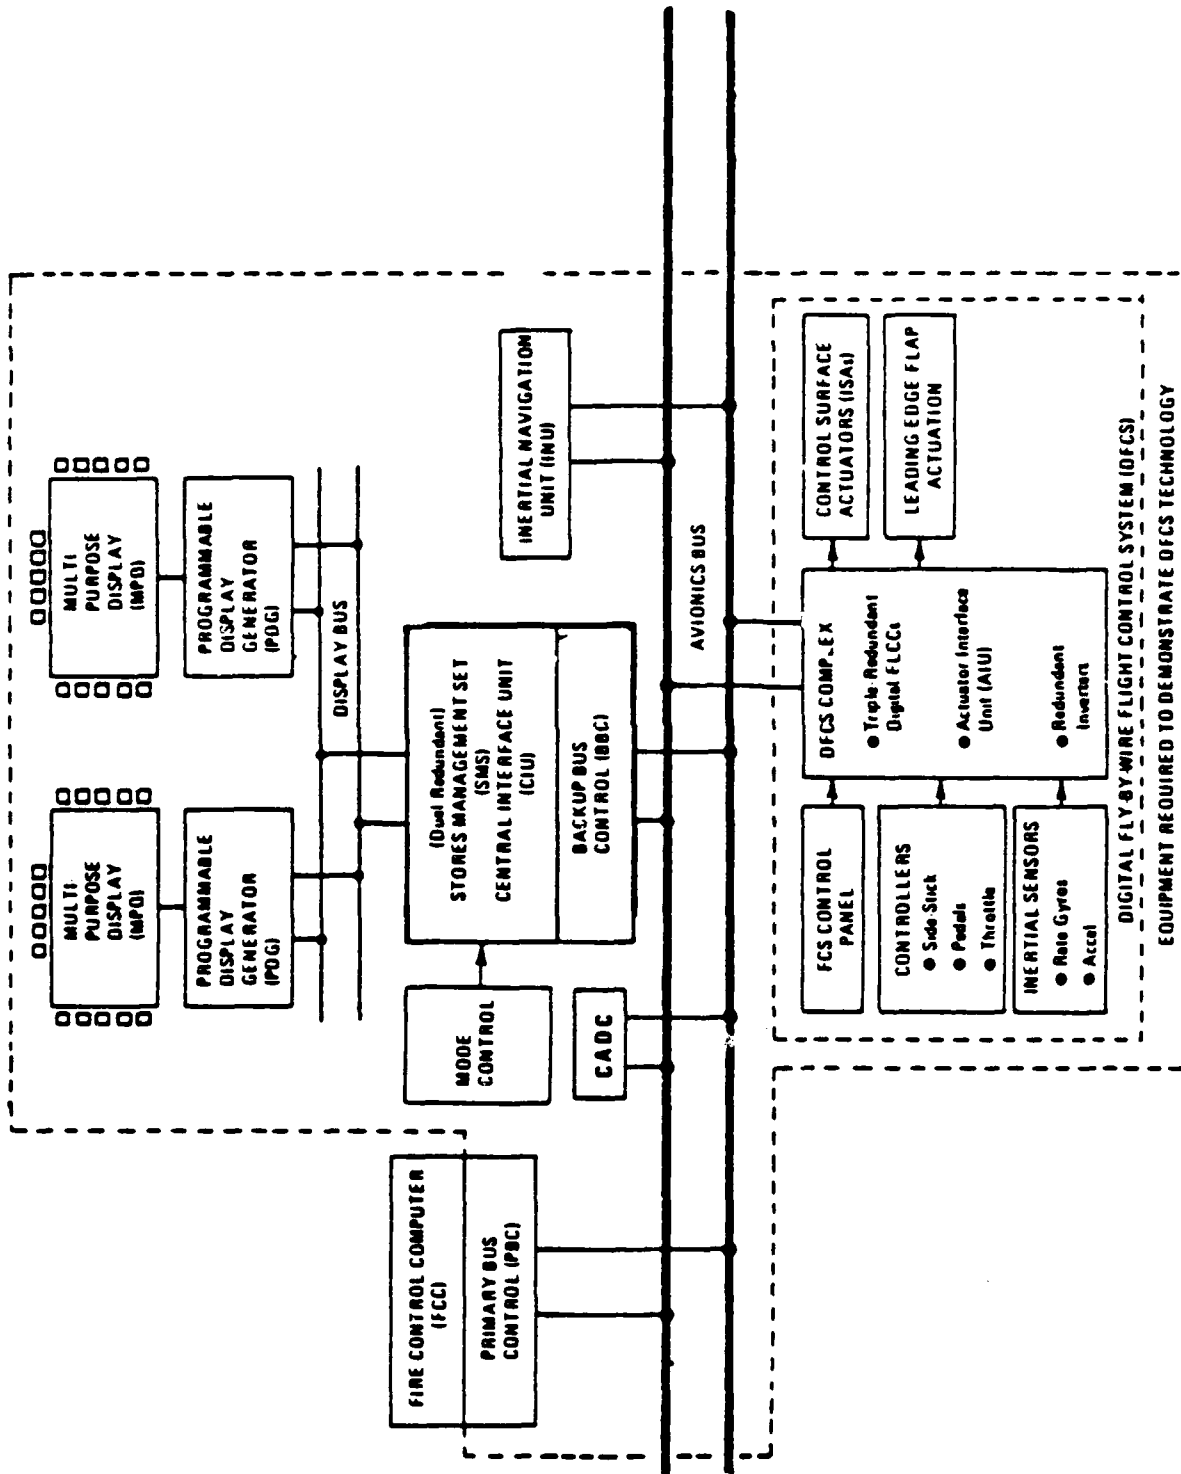 MULTI
PURPOSE
DISPLAY
(MPD)
PROGRAMMABLE
DISPLAY
GENERATOR
(PDG)
MULTI
PURPOSE
DISPLAY
(MPD)
PROGRAMMABLE
DISPLAY
GENERATOR
(PDG)
DISPLAY BUS
FIRE CONTROL COMPUTER
(FCC)
PRIMARY BUS
CONTROL (PBC)
MODE
CONTROL
(Dual Redundent)
STORES MANAGEMENT SET
(SMS)
CENTRAL INTERFACE UNIT
(CIU)
BACKUP BUS
CONTROL (BBC)
CADC
INERTIAL NAVIGATION
UNIT (INU)
AVIONICS BUS
FCS CONTROL
PANEL
CONTROLLERS
● Side-Stick
● Pedals
● Throttle
INERTIAL SENSORS
● Rate Gyros
● Accel
DFCS COMPLEX
● Triple-Redundent
Digital FLCCs
● Actuator Interface
Unit (AIU)
● Redundent
Inverters
CONTROL SURFACE
ACTUATORS (ISAs)
LEADING EDGE FLAP
ACTUATION
DIGITAL FLY-BY-WIRE FLIGHT CONTROL SYSTEM (DFCS)
EQUIPMENT REQUIRED TO DEMONSTRATE DFCS TECHNOLOGY